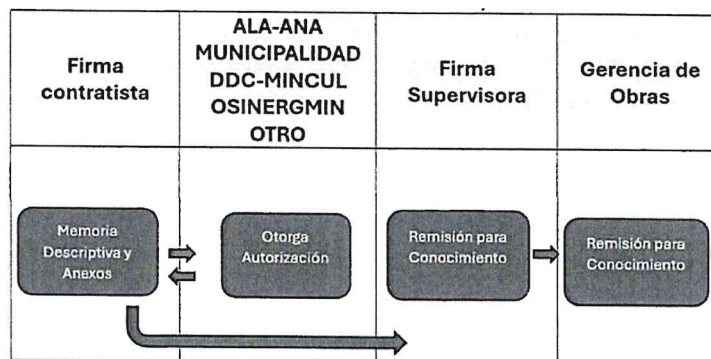 Firma
contratista
ALA-ANA
MUNICIPALIDAD
DDC-MINCUL
OSINERGMIN
OTRO
Firma
Supervisora
Gerencia de
Obras
Memoria
Descriptiva y
Anexos
Otorga
Autorización
Remisión para
Conocimiento
Remisión para
Conocimiento